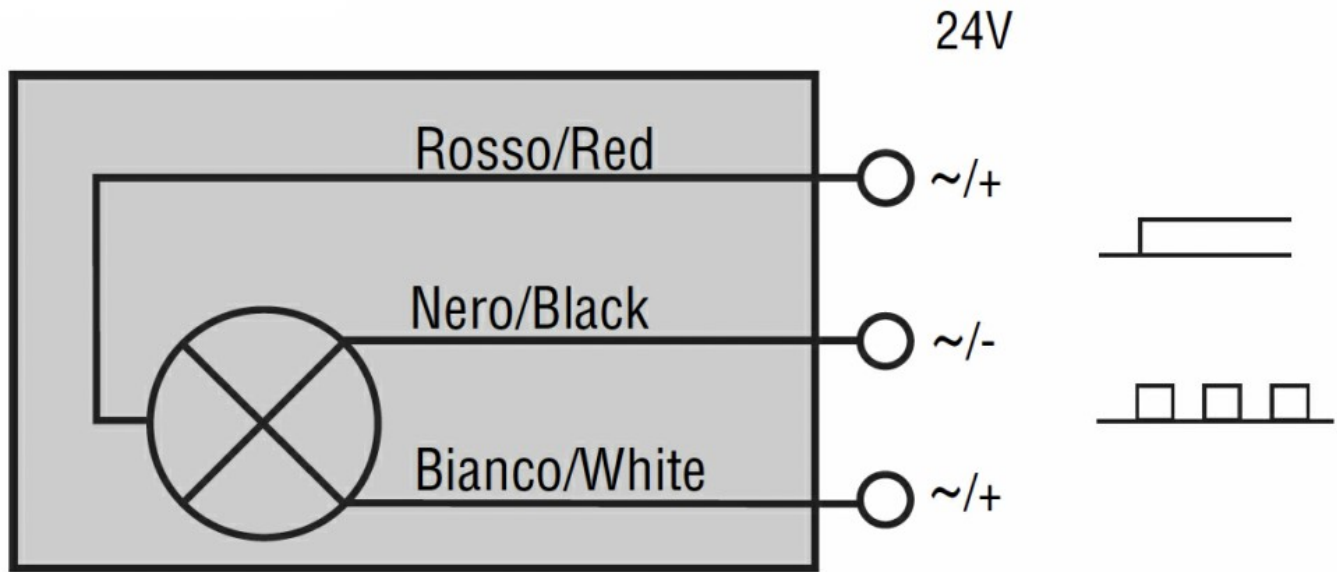 24V
Rosso/Red
~/+
Nero/Black
~/-
Bianco/White
~/+